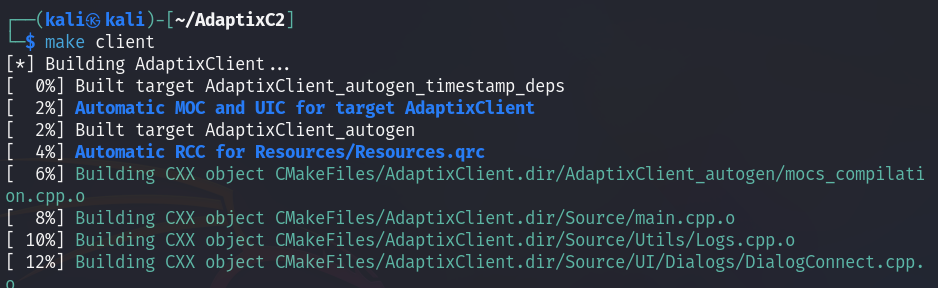 ┌──(kali㉿kali)-[~/AdaptixC2]
└─$ make client
[*] Building AdaptixClient...
[  0%] Built target AdaptixClient_autogen_timestamp_deps
[  2%] Automatic MOC and UIC for target AdaptixClient
[  2%] Built target AdaptixClient_autogen
[  4%] Automatic RCC for Resources/Resources.qrc
[  6%] Building CXX object CMakeFiles/AdaptixClient.dir/AdaptixClient_autogen/mocs_compilati
on.cpp.o
[  8%] Building CXX object CMakeFiles/AdaptixClient.dir/Source/main.cpp.o
[ 10%] Building CXX object CMakeFiles/AdaptixClient.dir/Source/Utils/Logs.cpp.o
[ 12%] Building CXX object CMakeFiles/AdaptixClient.dir/Source/UI/Dialogs/DialogConnect.cpp.
o